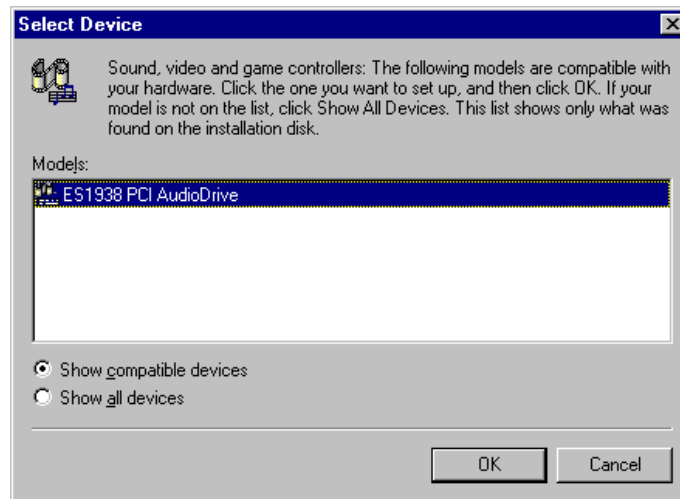 Select Device
Sound, video and game controllers: The following models are compatible with
your hardware. Click the one you want to set up, and then click OK. If your
model is not on the list, click Show All Devices. This list shows only what was
found on the installation disk.
Models:
ES1938 PCI AudioDrive
Show compatible devices
Show all devices
OK
Cancel